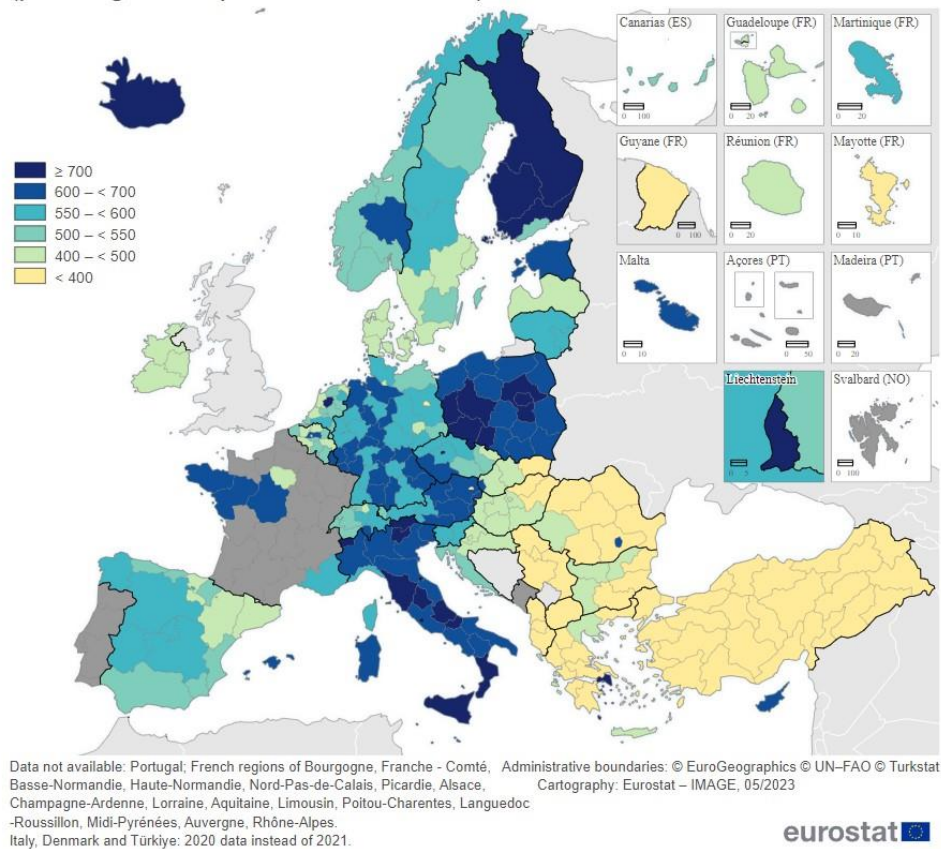 Canarias (ES)
0 100
Guadeloupe (FR)
0 20
Martinique (FR)
0 20
≥ 700
600 – < 700
550 – < 600
500 – < 550
400 – < 500
< 400
Guyane (FR)
0 100
Réunion (FR)
0 20
Mayotte (FR)
0 10
Malta
0 10
Açores (PT)
0 50
Madeira (PT)
0 20
Liechtenstein
0 5
Svalbard (NO)
0 100
Data not available: Portugal; French regions of Bourgogne, Franche - Comté,
Basse-Normandie, Haute-Normandie, Nord-Pas-de-Calais, Picardie, Alsace,
Champagne-Ardenne, Lorraine, Aquitaine, Limousin, Poitou-Charentes, Languedoc
-Roussillon, Midi-Pyrénées, Auvergne, Rhône-Alpes.
Italy, Denmark and Türkiye: 2020 data instead of 2021.
Administrative boundaries: © EuroGeographics © UN–FAO © Turkstat
Cartography: Eurostat – IMAGE, 05/2023
eurostat